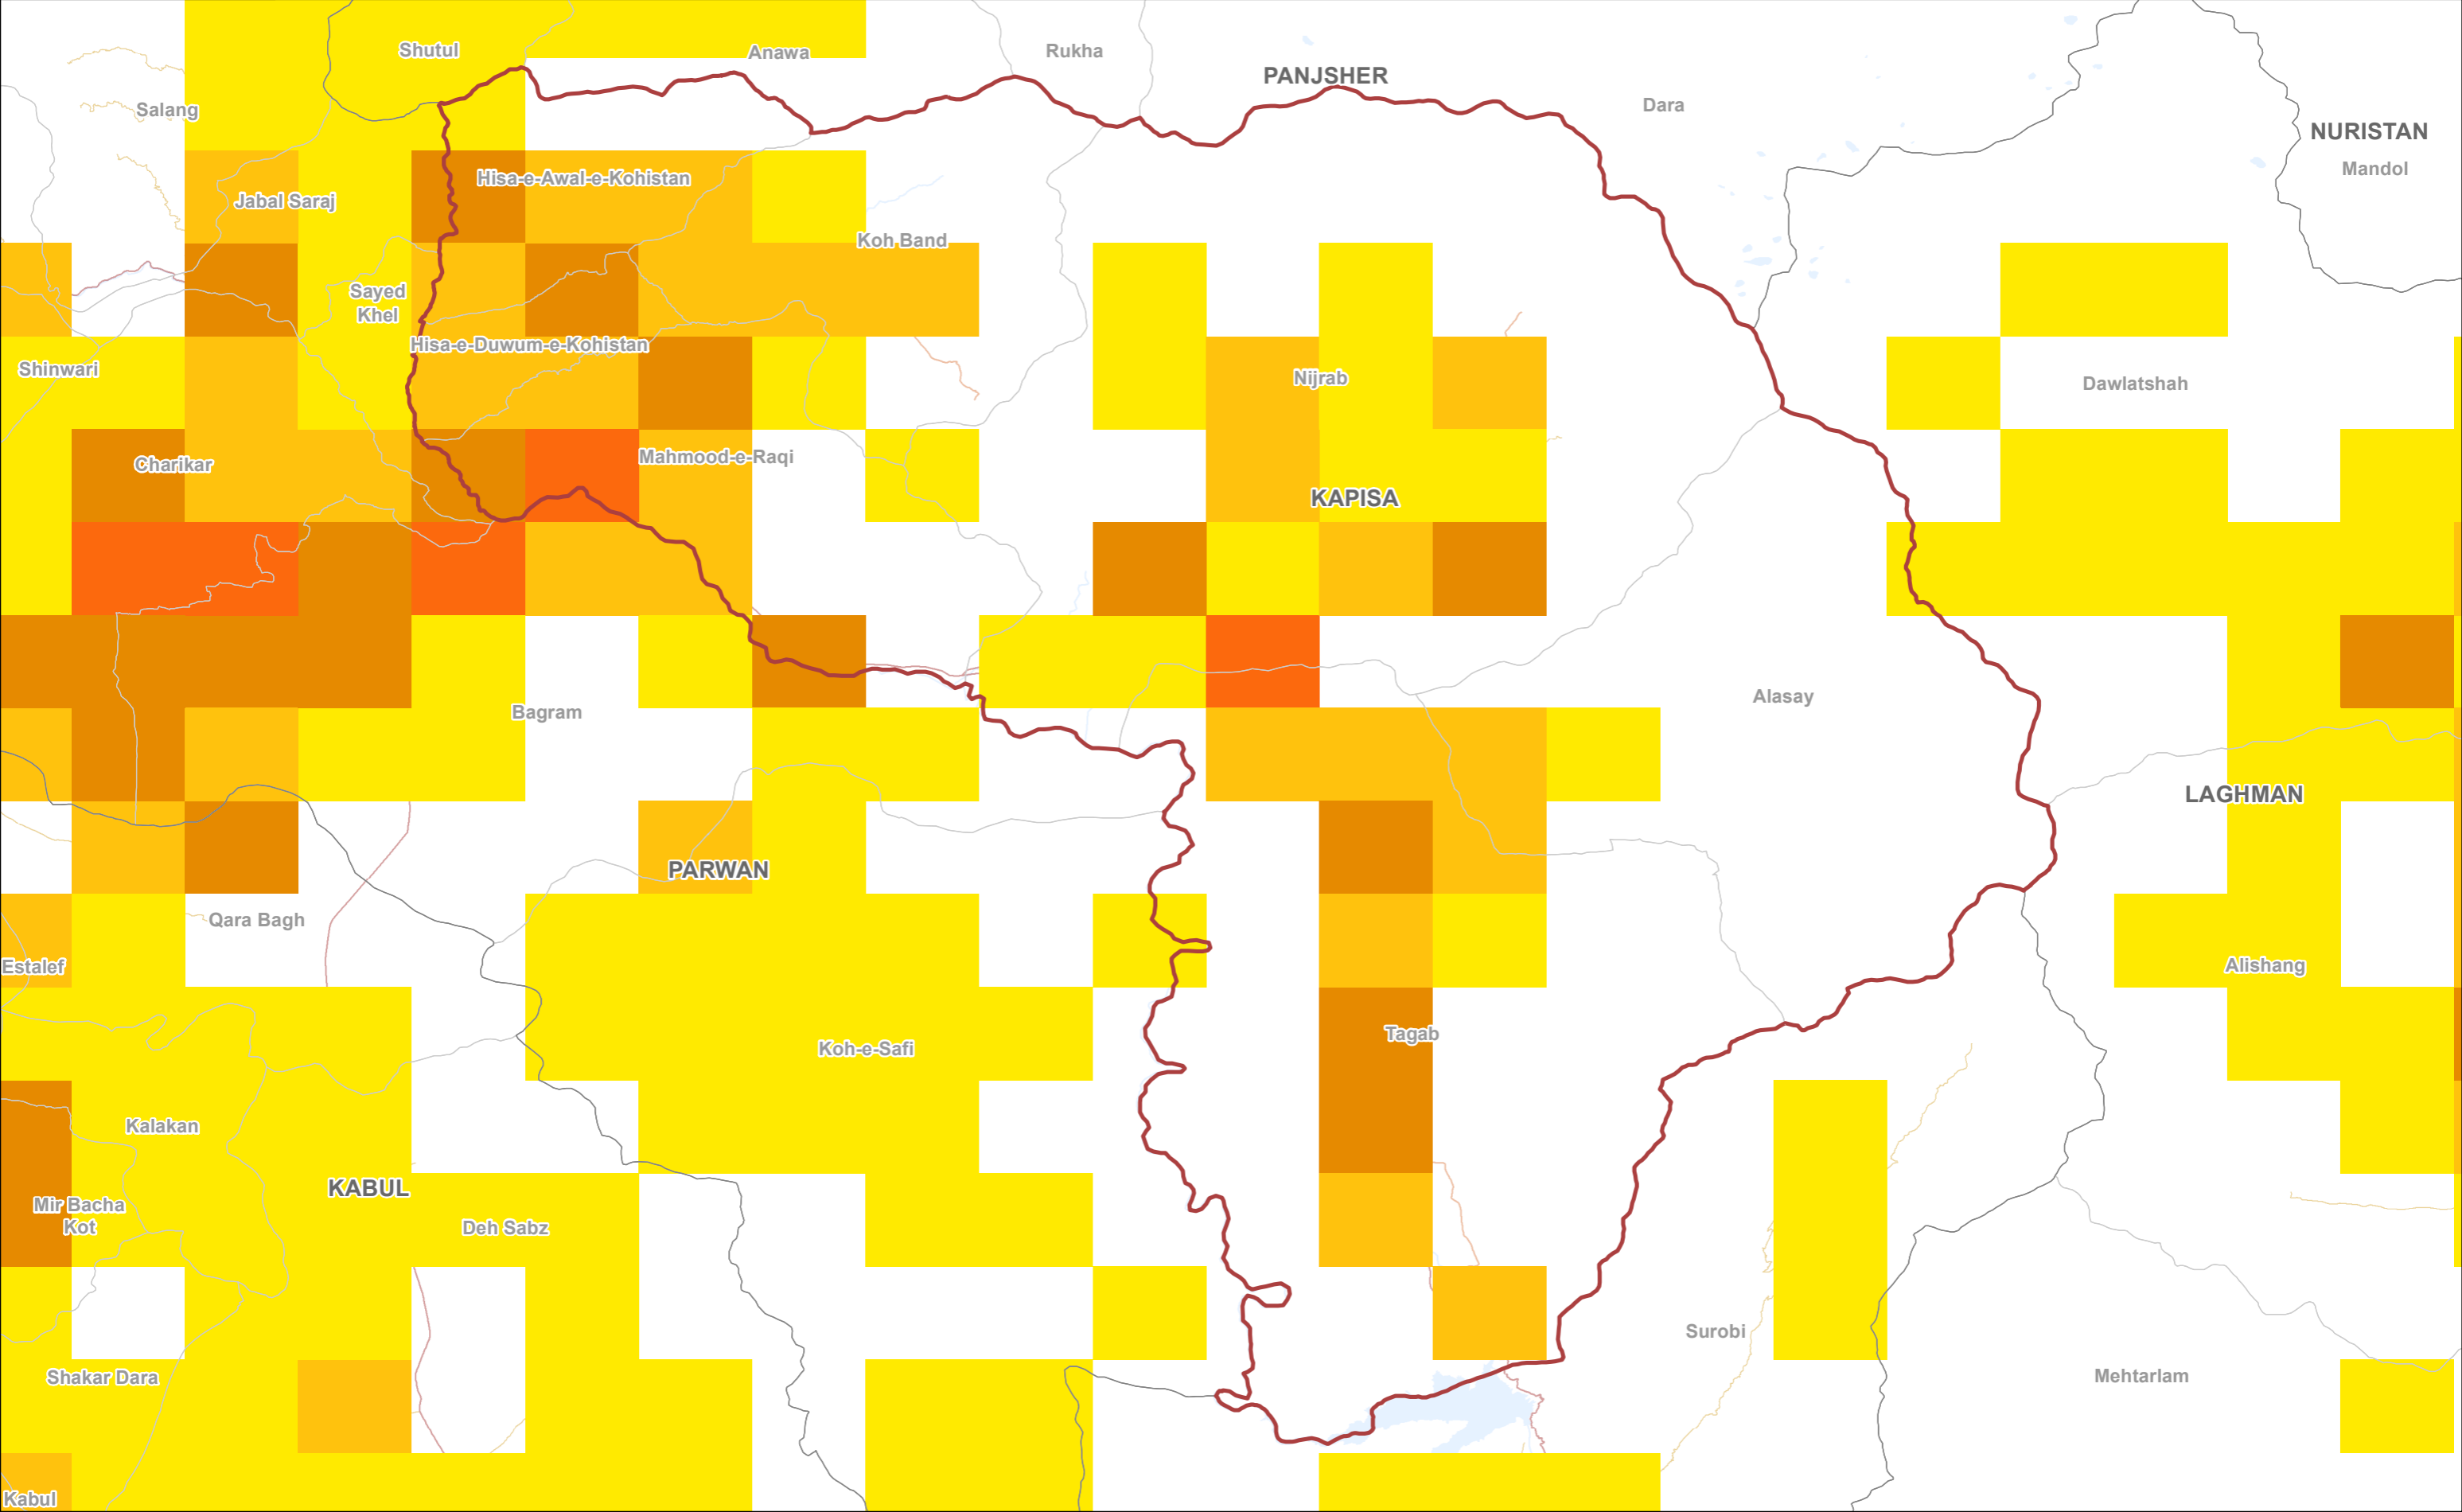 Shutul
Anawa
Rukha
PANJSHER
Dara
Salang
NURISTAN
Mandol
Hisa-e-Awal-e-Kohistan
Jabal Saraj
Koh Band
Sayed
Khel
Hisa-e-Duwum-e-Kohistan
Shinwari
Nijrab
Dawlatshah
Charikar
Mahmood-e-Raqi
KAPISA
Alasay
Bagram
LAGHMAN
PARWAN
Qara Bagh
Estalef
Alishang
Tagab
Koh-e-Safi
Kalakan
KABUL
Mir Bacha
Kot
Deh Sabz
Surobi
Shakar Dara
Mehtarlam
Kabul